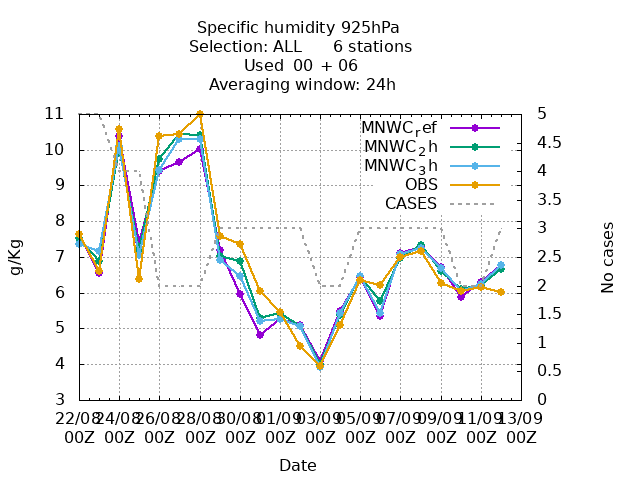 Specific humidity 925hPa
Selection: ALL 6 stations
Used 00 + 06
Averaging window: 24h
11
10
9
8
7
6
5
4
3
g/Kg
MNWC_ref
MNWC_2h
MNWC_3h
OBS
CASES
5
4.5
4
3.5
3
2.5
2
1.5
1
0.5
0
No cases
22/08 24/08 26/08 28/08 30/08 01/09 03/09 05/09 07/09 09/09 11/09 13/09
00Z 00Z 00Z 00Z 00Z 00Z 00Z 00Z 00Z 00Z 00Z 00Z
Date